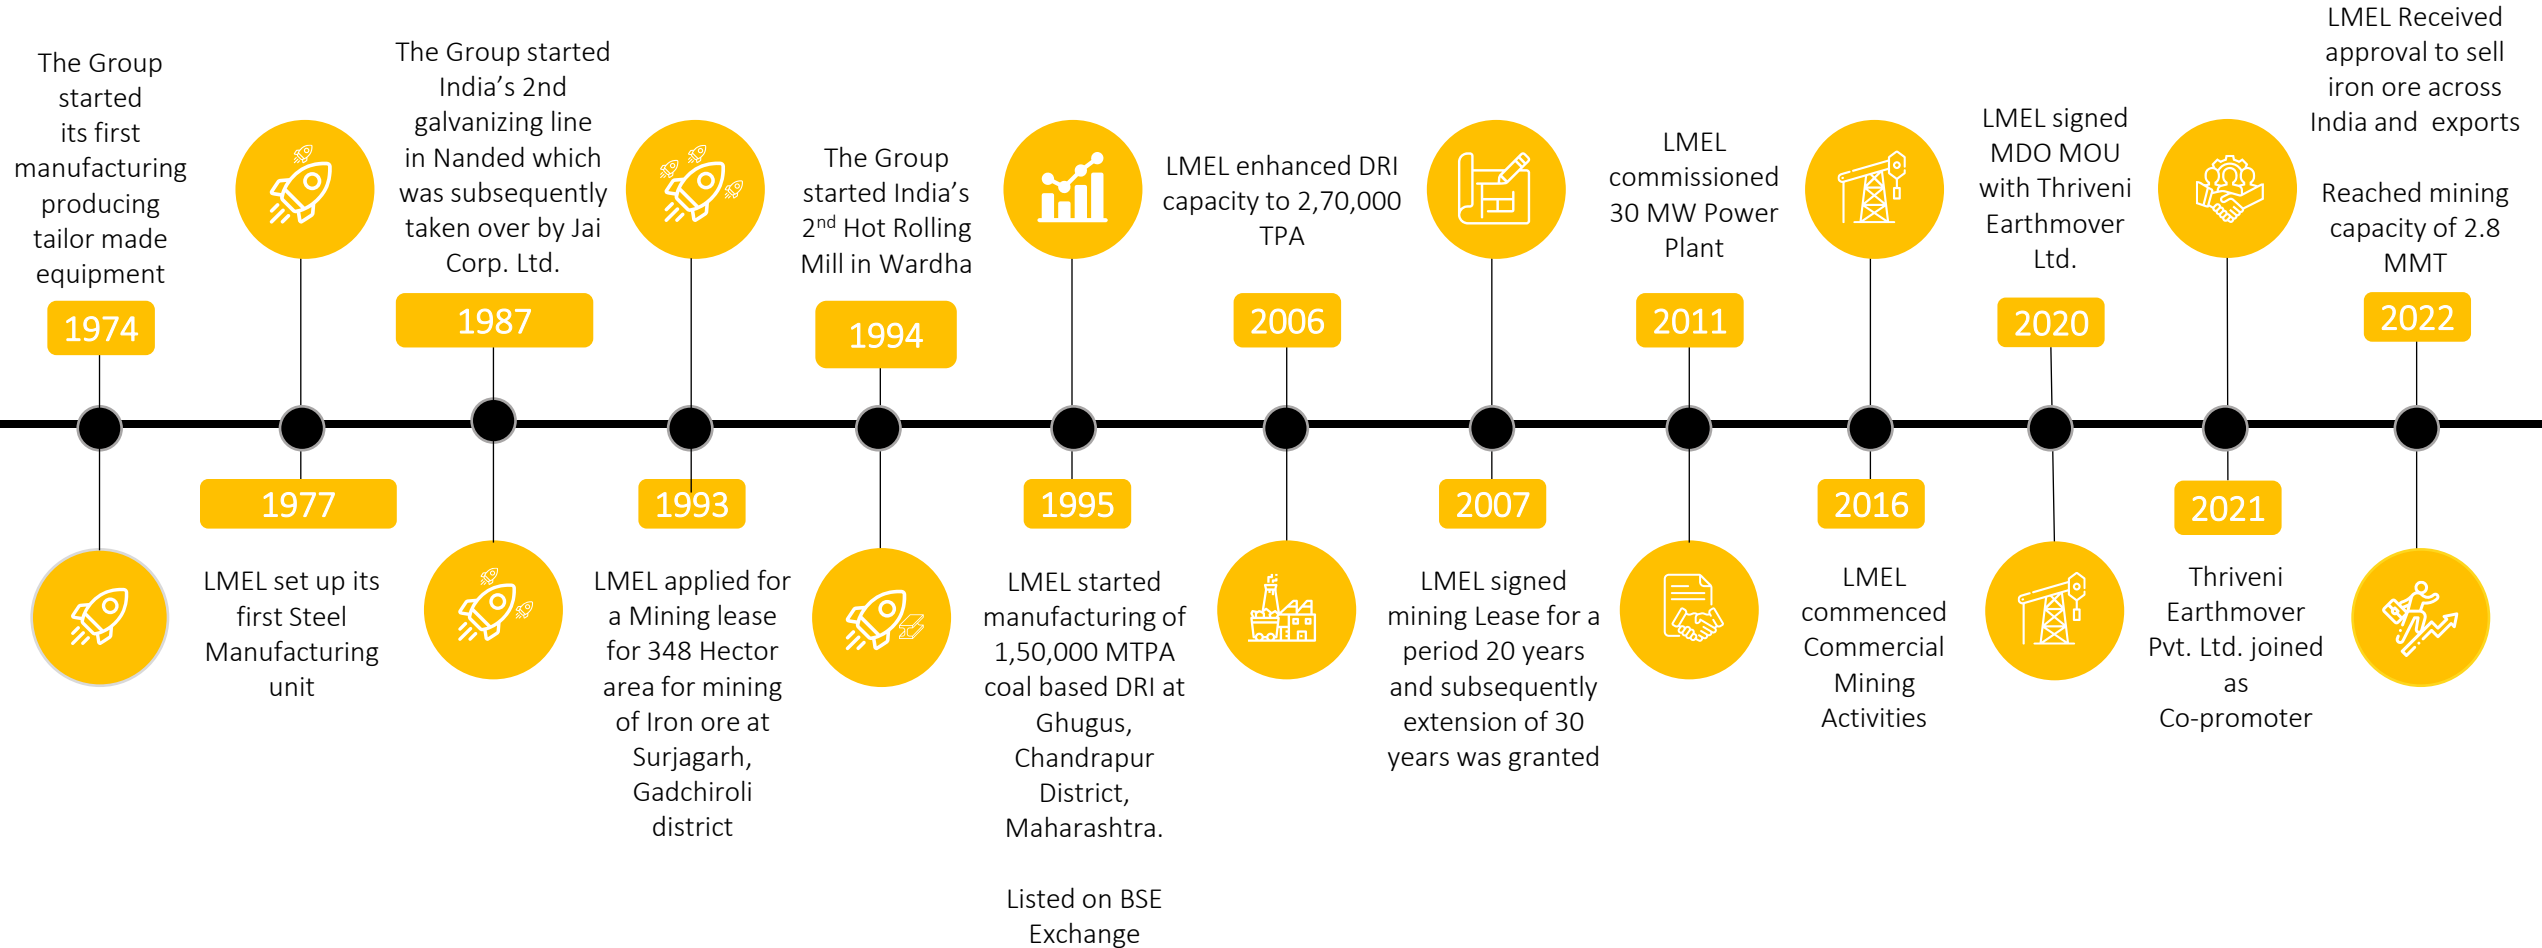 The Group
started
its first
manufacturing
producing
tailor made
equipment
1974
1977
LMEL set up its
first Steel
Manufacturing
unit
The Group started
India’s 2nd
galvanizing line
in Nanded which
was subsequently
taken over by Jai
Corp. Ltd.
1987
1993
LMEL applied for
a Mining lease
for 348 Hector
area for mining
of Iron ore at
Surjagarh,
Gadchiroli
district
The Group
started India’s
2nd Hot Rolling
Mill in Wardha
1994
1995
LMEL started
manufacturing of
1,50,000 MTPA
coal based DRI at
Ghugus,
Chandrapur
District,
Maharashtra.
Listed on BSE
Exchange
LMEL enhanced DRI
capacity to 2,70,000
TPA
2006
2007
LMEL signed
mining Lease for a
period 20 years
and subsequently
extension of 30
years was granted
LMEL
commissioned
30 MW Power
Plant
2011
2016
LMEL
commenced
Commercial
Mining
Activities
LMEL signed
MDO MOU
with Thriveni
Earthmover
Ltd.
2020
2021
Thriveni
Earthmover
Pvt. Ltd. joined
as
Co-promoter
LMEL Received
approval to sell
iron ore across
India and  exports
Reached mining
capacity of 2.8
MMT
2022